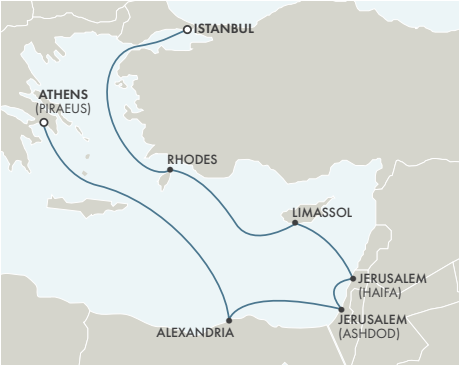 ISTANBUL
ATHENS
(PIRAEUS)
RHODES
LIMASSOL
JERUSALEM
(HAIFA)
JERUSALEM
(ASHDOD)
ALEXANDRIA